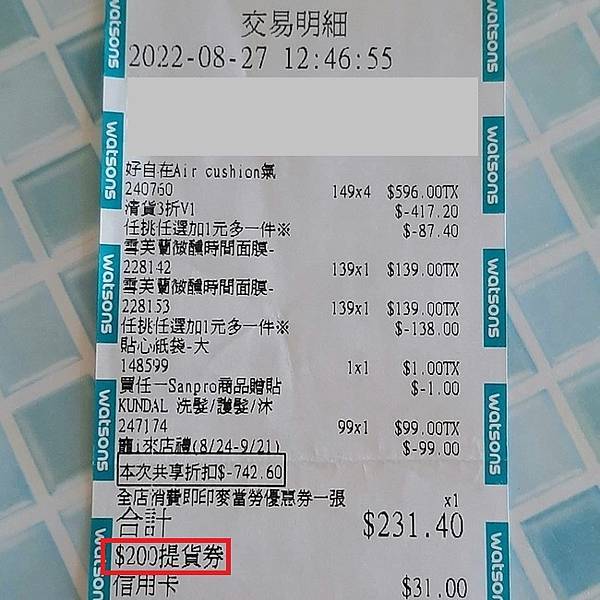 交易明細
2022-08-27 12:46:55
好自在Air cushion氣
240760 149x4 $596.00TX
清貨3折V1 $-417.20
任挑任選加1元多一件※ $-87.40
雪芙蘭微醺時間面膜-
228142 139x1 $139.00TX
雪芙蘭微醺時間面膜-
228153 139x1 $139.00TX
任挑任選加1元多一件※ $-138.00
貼心紙袋-大
148599 1x1 $1.00TX
買任一Sanpro商品贈貼 $-1.00
KUNDAL 洗髮/護髮/沐
247174 99x1 $99.00TX
寵i來店禮(8/24-9/21) $-99.00
本次共享折扣$-742.60
全店消費即印麥當勞優惠券一張 x1
合計 $231.40
$200提貨券
信用卡 $31.00
watsons
watsons
watsons
watsons
watsons
watsons
watsons
watsons
watsons
watsons